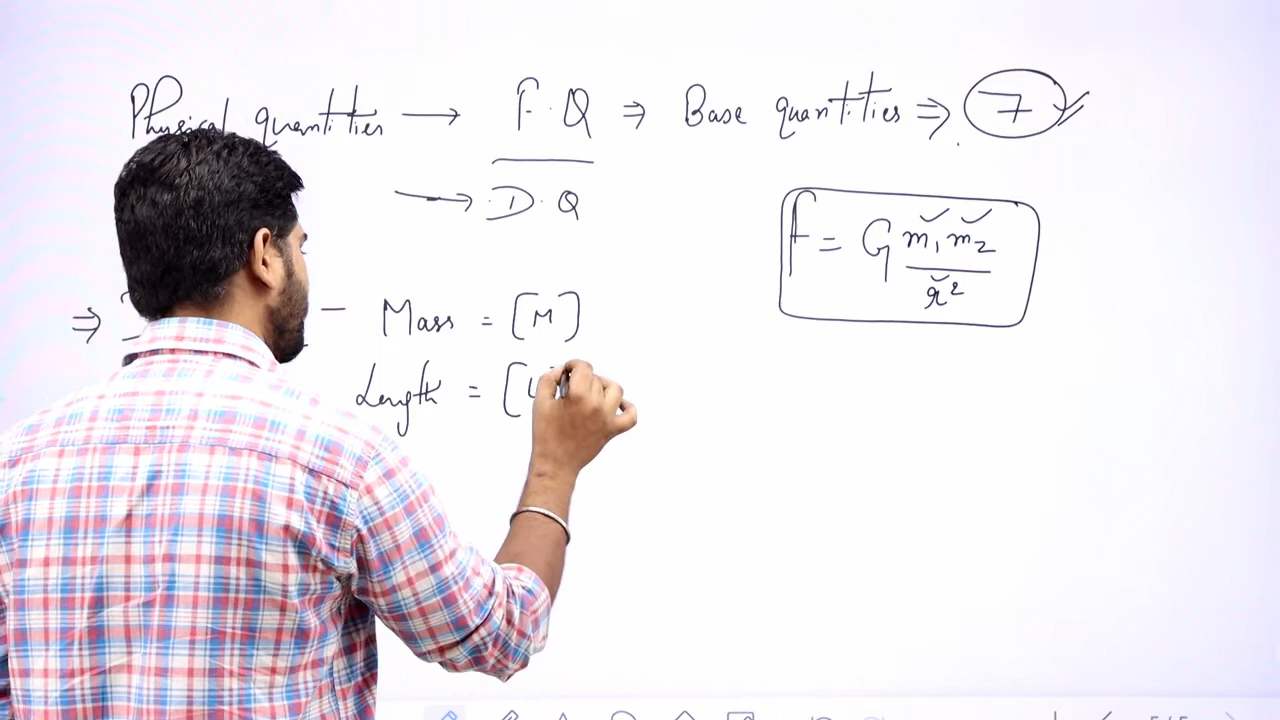 Physical quantities → F.Q ⇒ Base quantities ⇒ 7
→ D.Q
F = G m₁m₂ / r²
⇒ – Mass = [M]
Length = [L